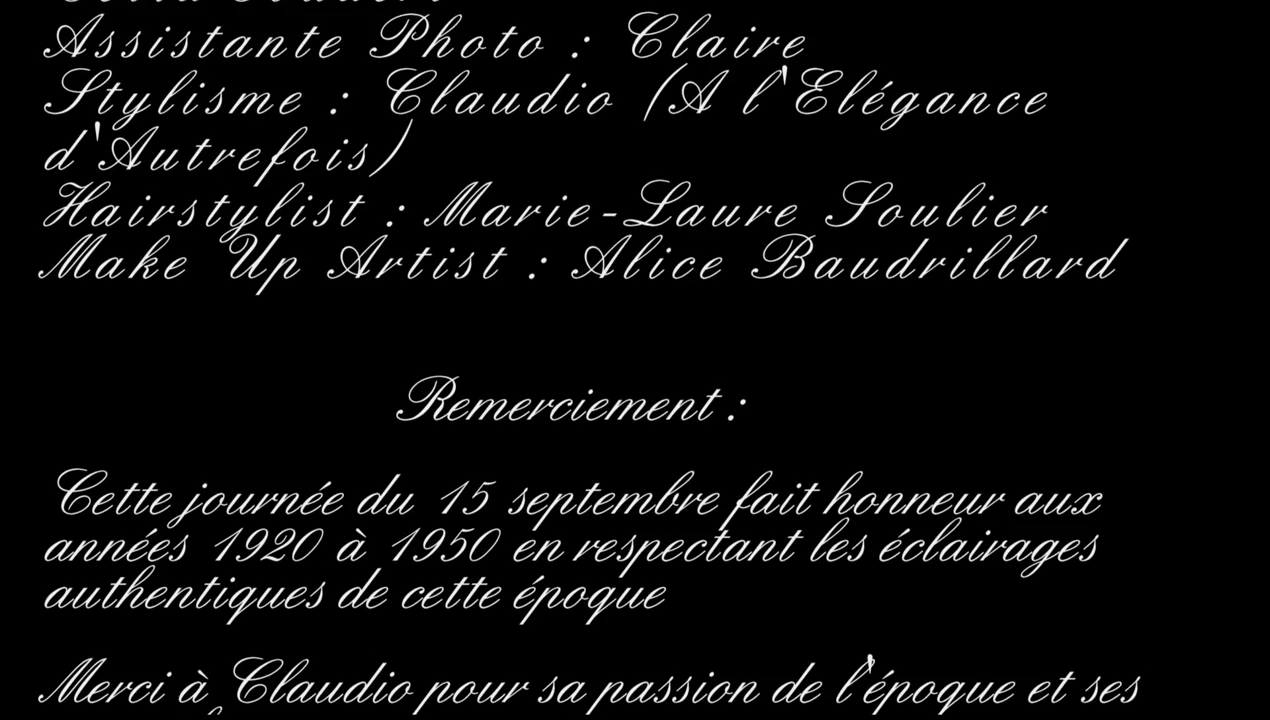 Assistante Photo : Claire
Stylisme : Claudio (A l'Elégance
d'Autrefois)
Hairstylist : Marie-Laure Soulier
Make Up Artist : Alice Baudrillard
Remerciement :
Cette journée du 15 septembre fait honneur aux
années 1920 à 1950 en respectant les éclairages
authentiques de cette époque
Merci à Claudio pour sa passion de l'époque et ses